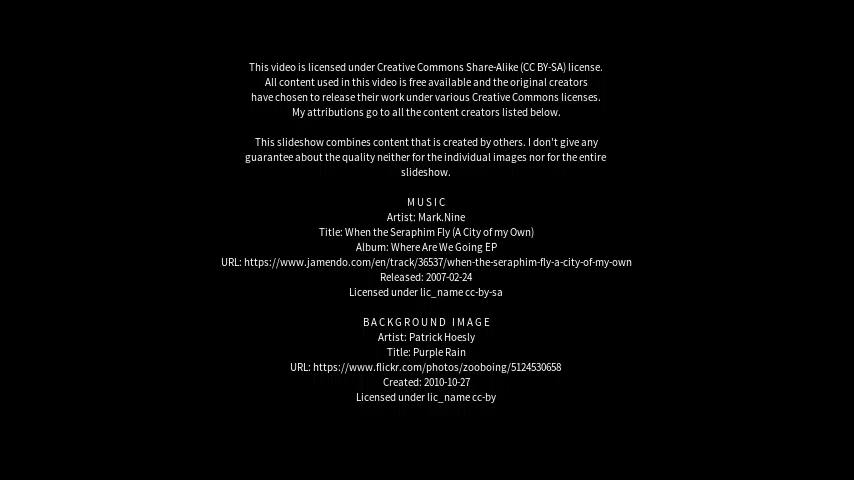 This video is licensed under Creative Commons Share-Alike (CC BY-SA) license.
All content used in this video is free available and the original creators
have chosen to release their work under various Creative Commons licenses.
My attributions go to all the content creators listed below.
This slideshow combines content that is created by others. I don't give any
guarantee about the quality neither for the individual images nor for the entire
slideshow.
M U S I C
Artist: Mark.Nine
Title: When the Seraphim Fly (A City of my Own)
Album: Where Are We Going EP
URL: https://www.jamendo.com/en/track/36537/when-the-seraphim-fly-a-city-of-my-own
Released: 2007-02-24
Licensed under lic_name cc-by-sa
B A C K G R O U N D   I M A G E
Artist: Patrick Hoesly
Title: Purple Rain
URL: https://www.flickr.com/photos/zooboing/5124530658
Created: 2010-10-27
Licensed under lic_name cc-by